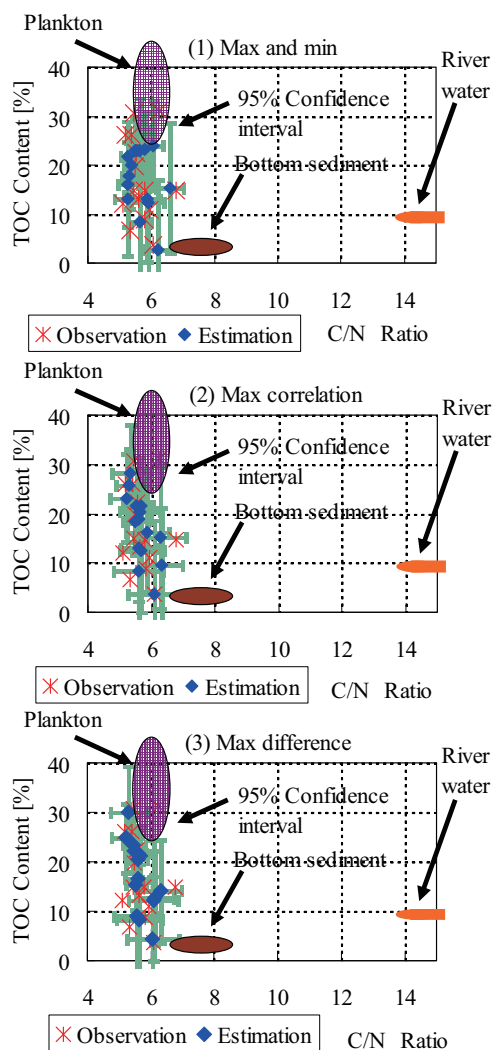 Plankton
(1) Max and min
River
water
95% Confidence
interval
Bottom sediment
TOC Content [%]
40
30
20
10
0
4 6 8 10 12 14
Observation Estimation C/N Ratio
Plankton
(2) Max correlation
River
water
95% Confidence
interval
Bottom sediment
TOC Content [%]
40
30
20
10
0
4 6 8 10 12 14
Observation Estimation C/N Ratio
Plankton
(3) Max difference
River
water
95% Confidence
interval
Bottom sediment
TOC Content [%]
40
30
20
10
0
4 6 8 10 12 14
Observation Estimation C/N Ratio